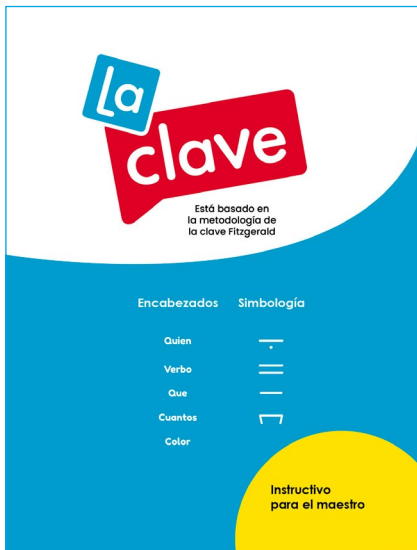 La
clave
Está basado en
la metodología de
la clave Fitzgerald
Encabezados Simbología
Quien
Verbo
Que
Cuantos
Color
Instructivo
para el maestro